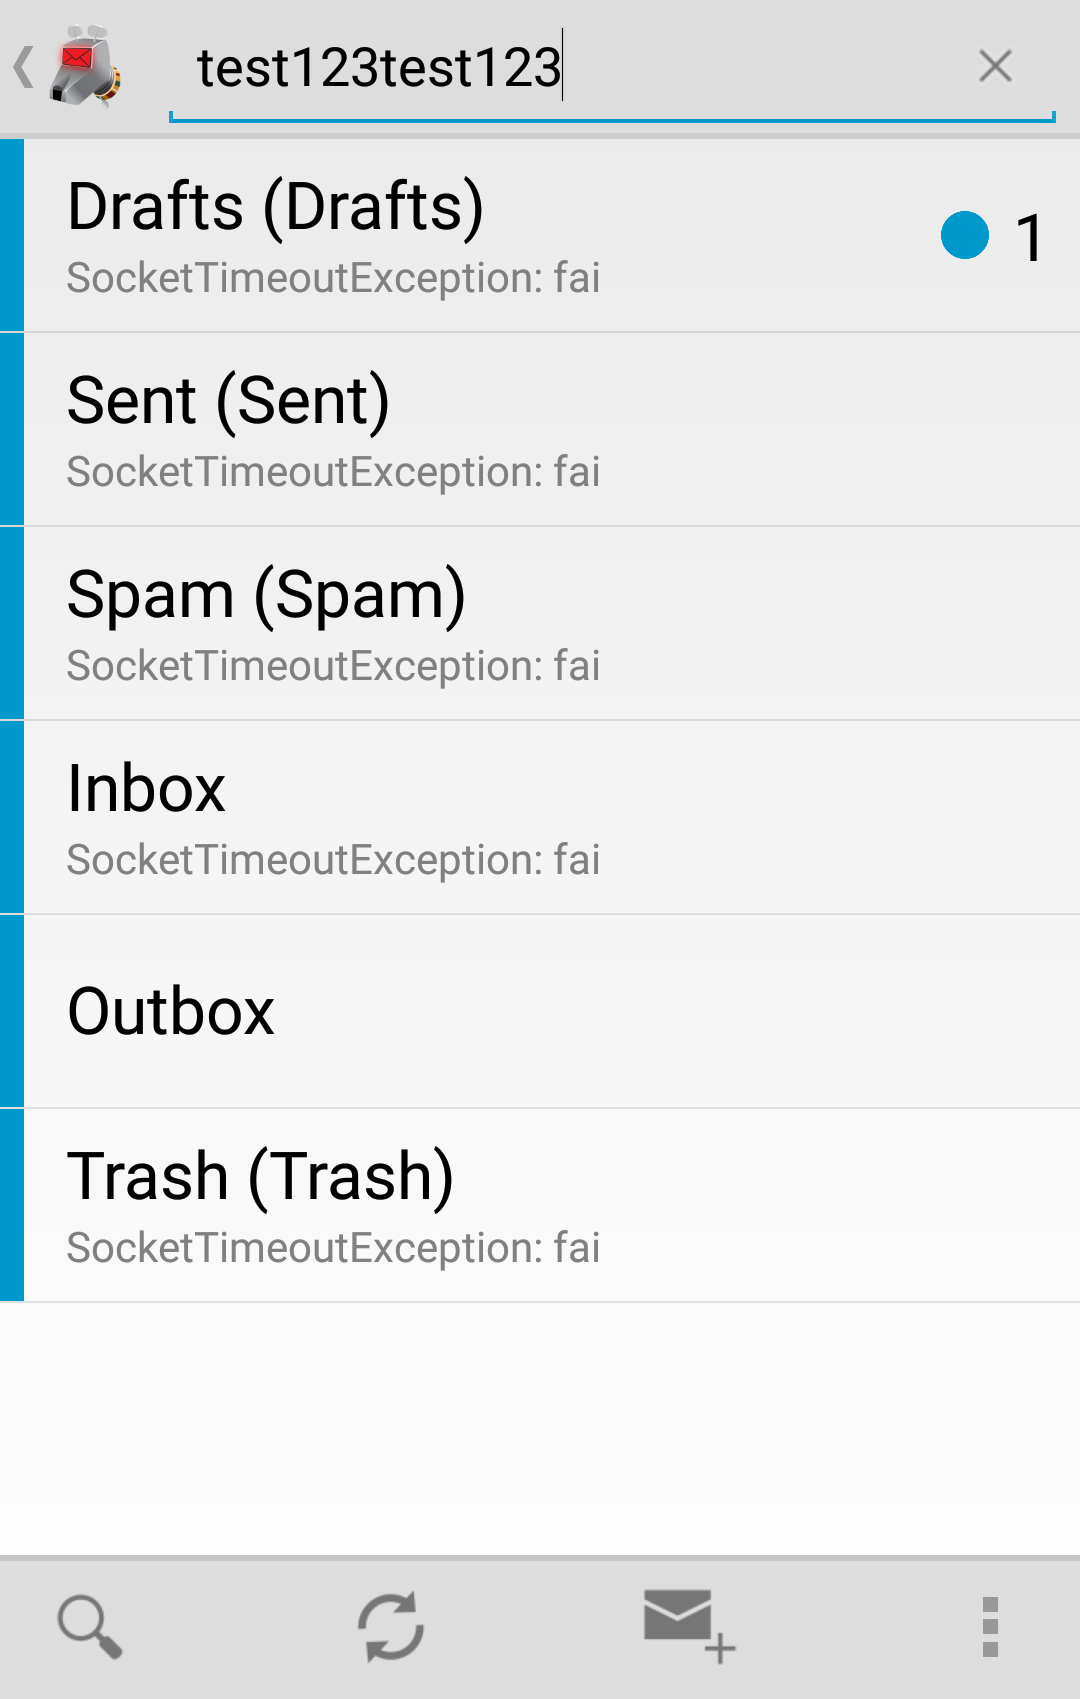 test123test123
Drafts (Drafts)
1
SocketTimeoutException: fai
Sent (Sent)
SocketTimeoutException: fai
Spam (Spam)
SocketTimeoutException: fai
Inbox
SocketTimeoutException: fai
Outbox
Trash (Trash)
SocketTimeoutException: fai